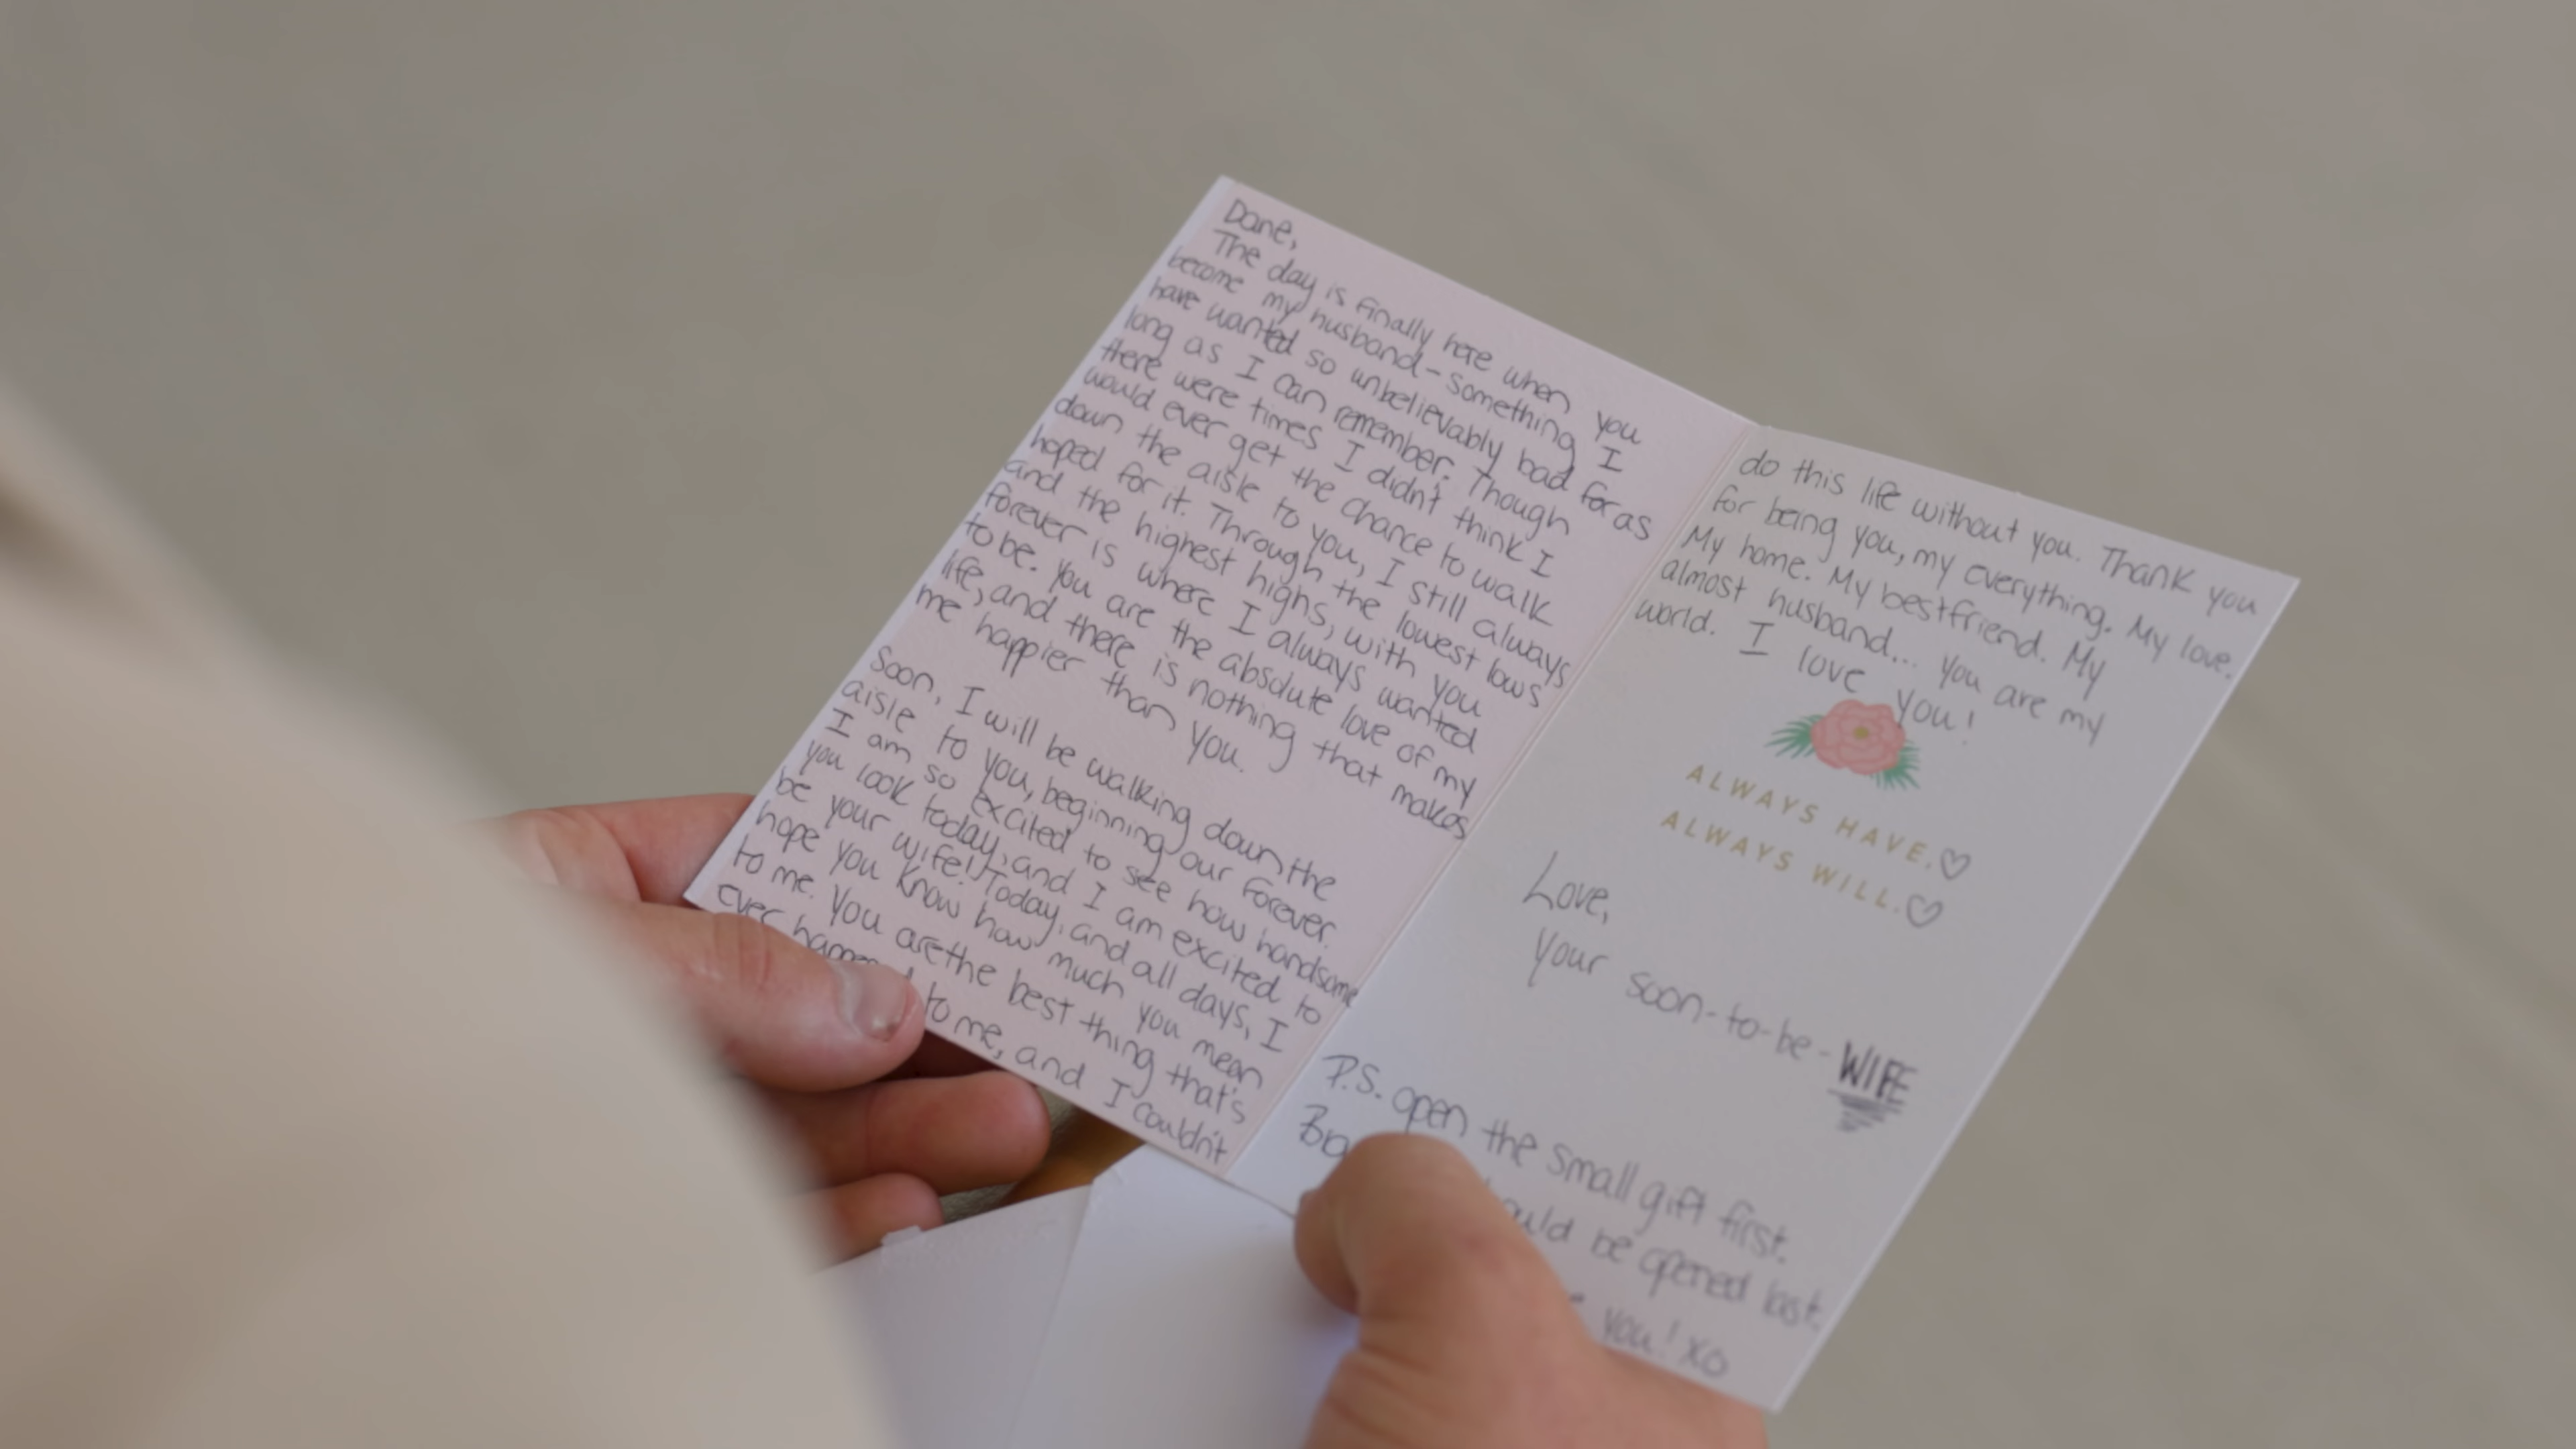 Dane,
The day is finally here when you
become my husband - something I
have wanted so unbelievably bad for as
long as I can remember. Though
there were times I didn't think I
would ever get the chance to walk
down the aisle to you, I still always
hoped for it. Through the lowest lows
and the highest highs, with you
forever is where I always wanted
to be. You are the absolute love of my
life, and there is nothing that makes
me happier than you.
Soon, I will be walking down the
aisle to you, beginning our forever.
I am so excited to see how handsome
you look today, and I am excited to
be your wife! Today, and all days, I
hope you know how much you mean
to me. You are the best thing that's
ever to me, and I couldn't
do this life without you. Thank you
for being you, my everything. My love.
My home. My bestfriend. My
almost husband... you are my
world. I love you!
ALWAYS HAVE.♡
ALWAYS WILL.♡
Love,
Your soon-to-be-WIFE
P.S. open the small gift first.
be opened last.
you! xo